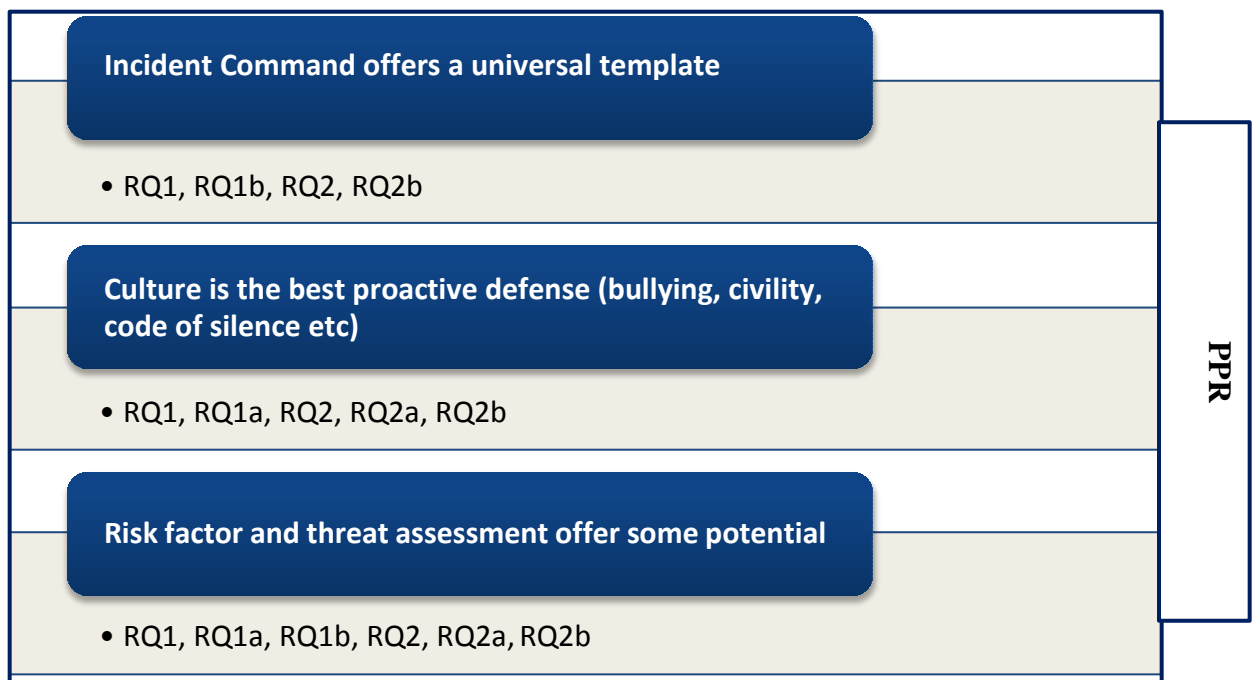 Incident Command offers a universal template
• RQ1, RQ1b, RQ2, RQ2b
Culture is the best proactive defense (bullying, civility,
code of silence etc)
• RQ1, RQ1a, RQ2, RQ2a, RQ2b
Risk factor and threat assessment offer some potential
• RQ1, RQ1a, RQ1b, RQ2, RQ2a, RQ2b
PPR